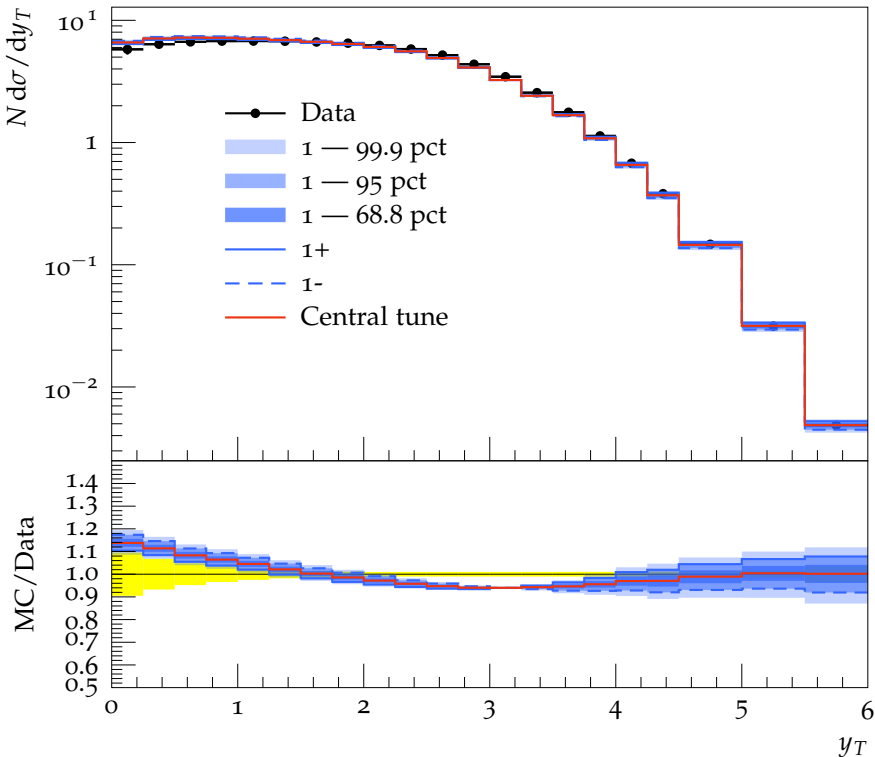 N dσ/dy_T
10^1
1
10^−1
10^−2
Data
1 — 99.9 pct
1 — 95 pct
1 — 68.8 pct
1+
1-
Central tune
MC/Data
1.4
1.3
1.2
1.1
1.0
0.9
0.8
0.7
0.6
0.5
0 1 2 3 4 5 6
y_T